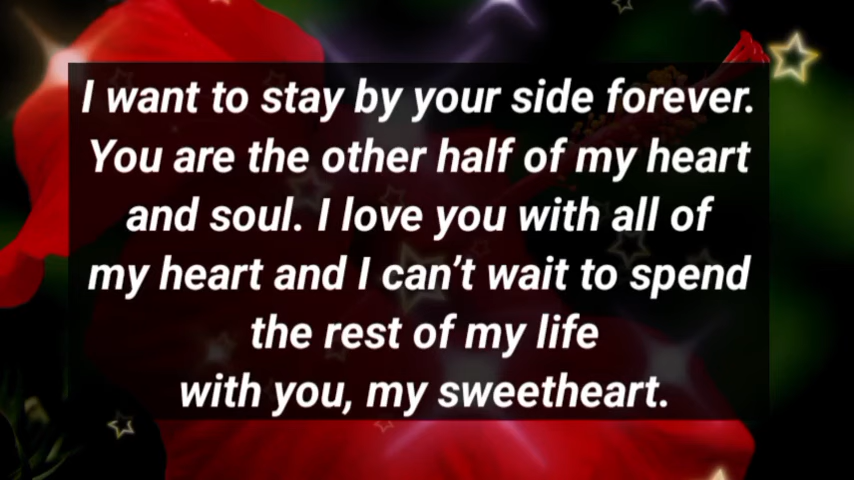 I want to stay by your side forever.
You are the other half of my heart
and soul. I love you with all of
my heart and I can’t wait to spend
the rest of my life
with you, my sweetheart.